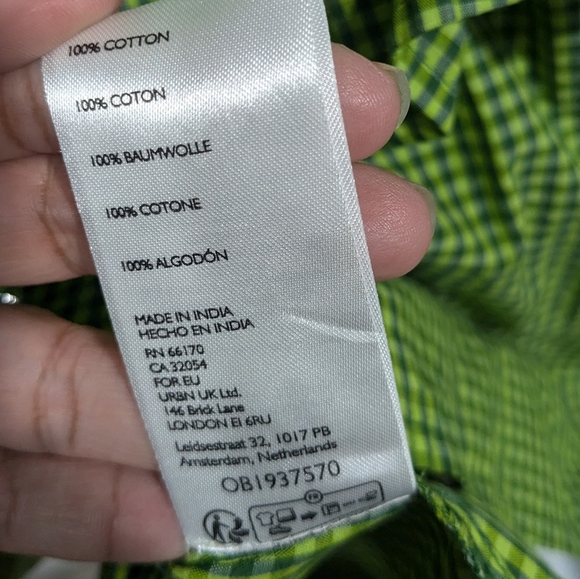 100% COTTON
100% COTON
100% BAUMWOLLE
100% COTONE
100% ALGODÓN
MADE IN INDIA
HECHO EN INDIA
RN 66170
CA 32054
FOR EU
URBN UK Ltd.
146 Brick Lane
LONDON E1 6RU
Leidsestraat 32, 1017 PB
Amsterdam, Netherlands
OB1937570
FR